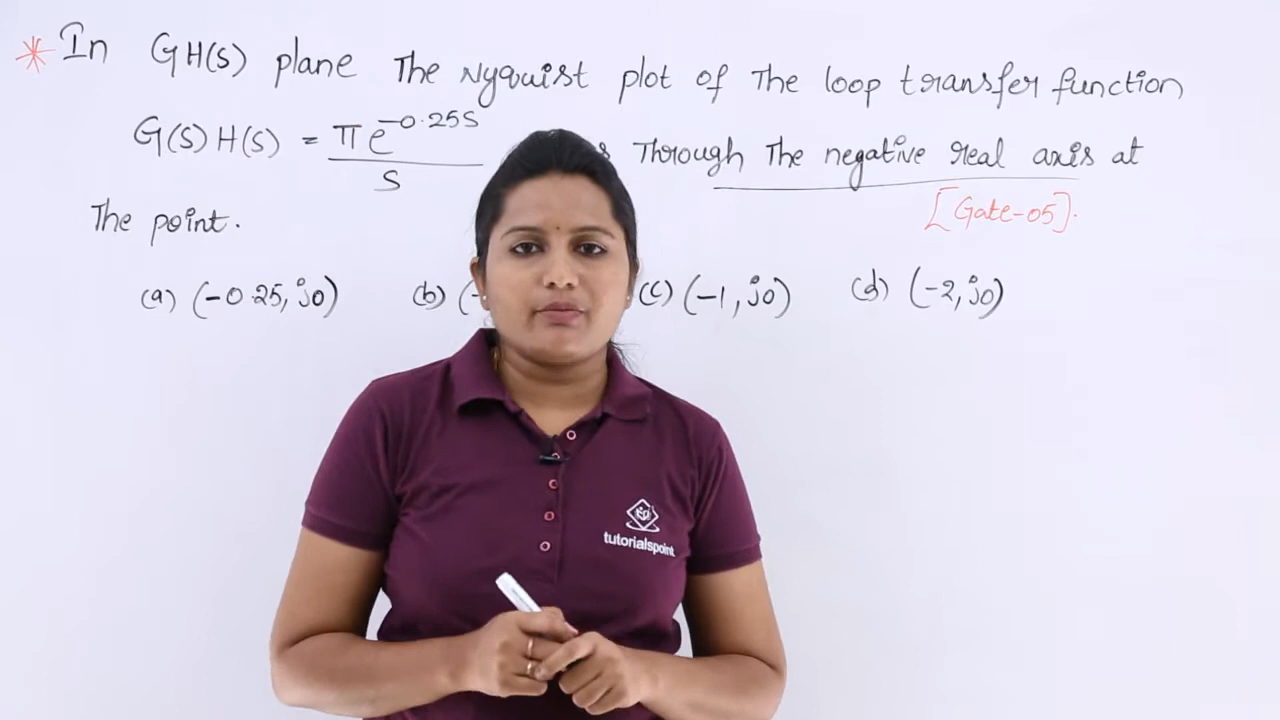 * In GH(S) plane The Nyquist plot of The loop transfer function
G(S) H(S) = πe^-0.25S / S Through The negative real axis at
The point. [Gate-05].
(a) (-0.25, j0) (b) (- (c) (-1, j0) (d) (-2, j0)
tutorialspoint